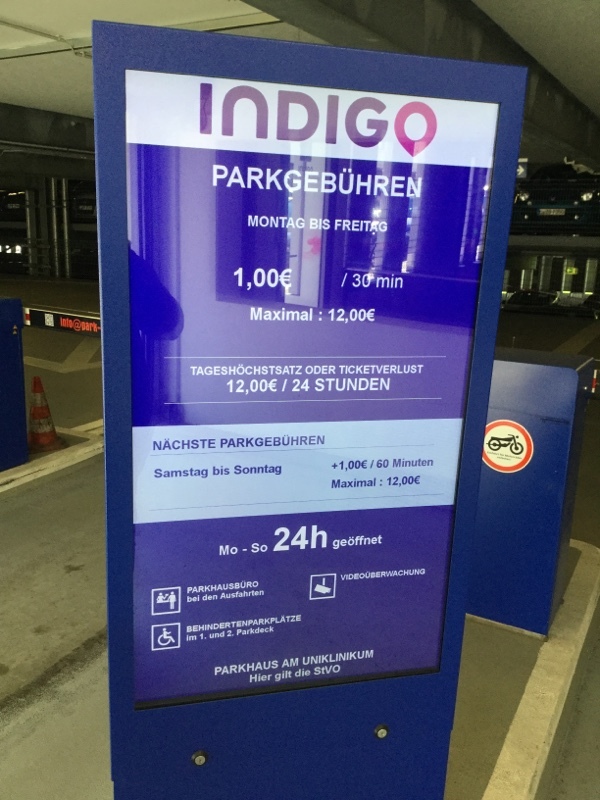 INDIGO
PARKGEBÜHREN
MONTAG BIS FREITAG
1,00€ / 30 min
Maximal : 12,00€
TAGESHÖCHSTSATZ ODER TICKETVERLUST
12,00€ / 24 STUNDEN
NÄCHSTE PARKGEBÜHREN
Samstag bis Sonntag +1,00€ / 60 Minuten
Maximal : 12,00€
Mo - So 24h geöffnet
PARKHAUSBÜRO
bei den Ausfahrten
VIDEOÜBERWACHUNG
BEHINDERTENPARKPLÄTZE
im 1. und 2. Parkdeck
PARKHAUS AM UNIKLINIKUM
Hier gilt die StVO
info@park-